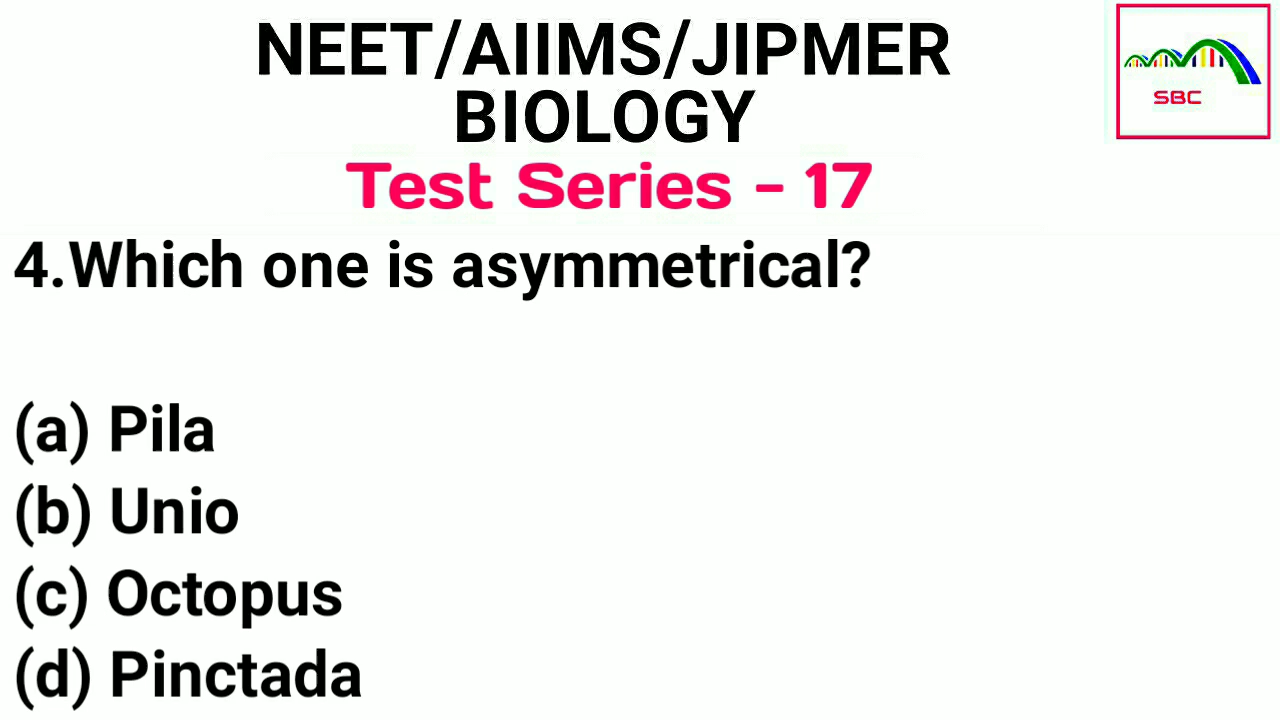 NEET/AIIMS/JIPMER
BIOLOGY
SBC
Test Series - 17
4.Which one is asymmetrical?
(a) Pila
(b) Unio
(c) Octopus
(d) Pinctada